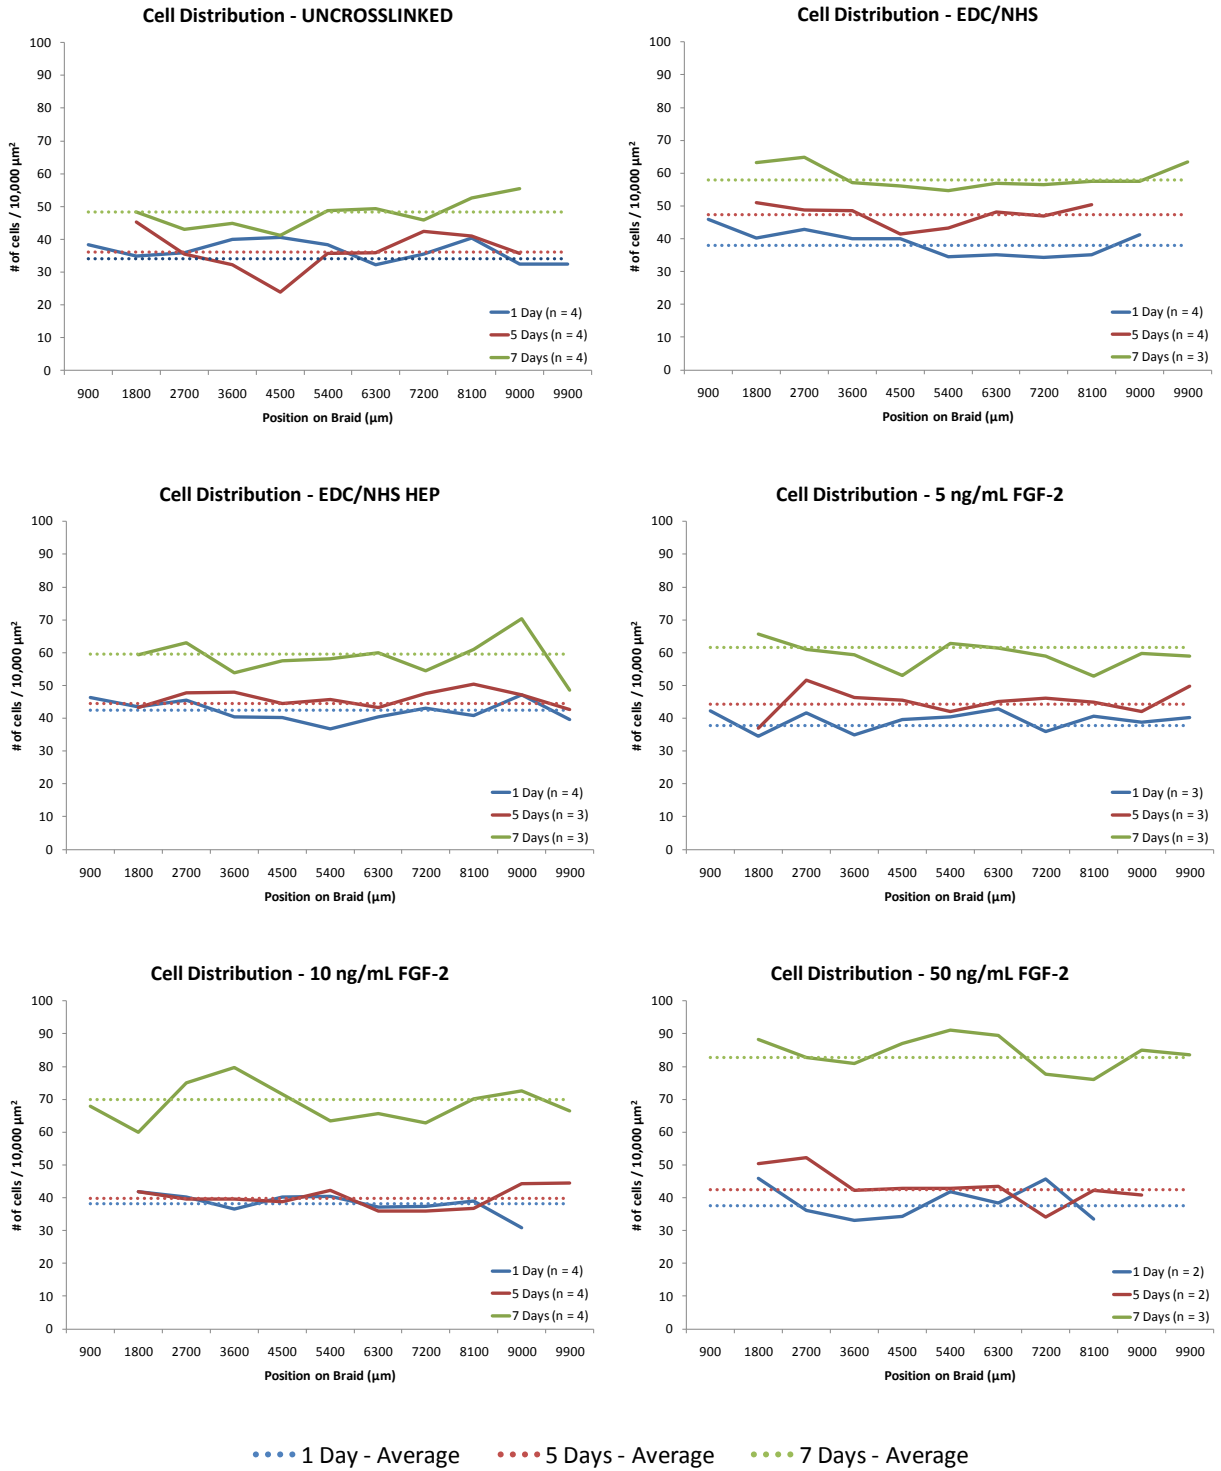 Cell Distribution - UNCROSSLINKED
# of cells / 10,000 µm²
100
90
80
70
60
50
40
30
20
10
0
1 Day (n = 4)
5 Days (n = 4)
7 Days (n = 4)
900 1800 2700 3600 4500 5400 6300 7200 8100 9000 9900
Position on Braid (µm)
Cell Distribution - EDC/NHS
# of cells / 10,000 µm²
100
90
80
70
60
50
40
30
20
10
0
1 Day (n = 4)
5 Days (n = 4)
7 Days (n = 3)
900 1800 2700 3600 4500 5400 6300 7200 8100 9000 9900
Position on Braid (µm)
Cell Distribution - EDC/NHS HEP
# of cells / 10,000 µm²
100
90
80
70
60
50
40
30
20
10
0
1 Day (n = 4)
5 Days (n = 3)
7 Days (n = 3)
900 1800 2700 3600 4500 5400 6300 7200 8100 9000 9900
Position on Braid (µm)
Cell Distribution - 5 ng/mL FGF-2
# of cells / 10,000 µm²
100
90
80
70
60
50
40
30
20
10
0
1 Day (n = 3)
5 Days (n = 3)
7 Days (n = 3)
900 1800 2700 3600 4500 5400 6300 7200 8100 9000 9900
Position on Braid (µm)
Cell Distribution - 10 ng/mL FGF-2
# of cells / 10,000 µm²
100
90
80
70
60
50
40
30
20
10
0
1 Day (n = 4)
5 Days (n = 4)
7 Days (n = 4)
900 1800 2700 3600 4500 5400 6300 7200 8100 9000 9900
Position on Braid (µm)
Cell Distribution - 50 ng/mL FGF-2
# of cells / 10,000 µm²
100
90
80
70
60
50
40
30
20
10
0
1 Day (n = 2)
5 Days (n = 2)
7 Days (n = 3)
900 1800 2700 3600 4500 5400 6300 7200 8100 9000 9900
Position on Braid (µm)
1 Day - Average 5 Days - Average 7 Days - Average